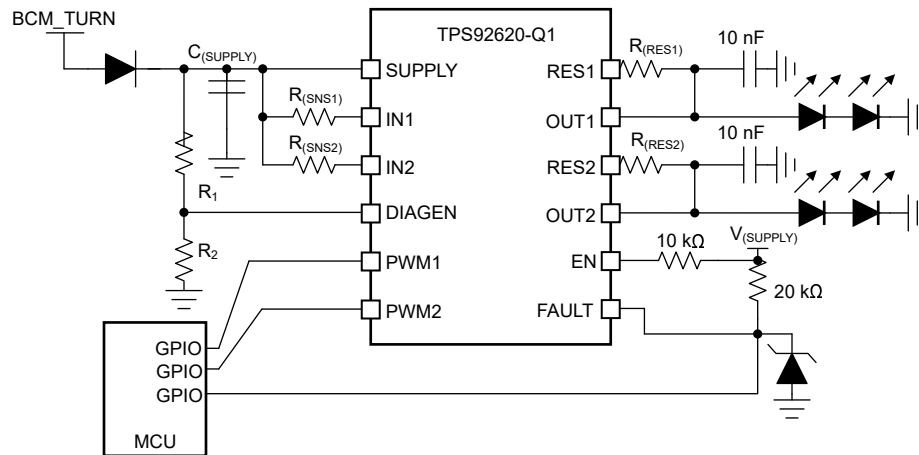 BCM_TURN
TPS92620-Q1
C(SUPPLY)
R(RES1)
10 nF
SUPPLY
RES1
R(SNS1)
IN1
OUT1
R(RES2)
10 nF
R(SNS2)
IN2
RES2
R1
DIAGEN
OUT2
V(SUPPLY)
R2
10 kΩ
PWM1
EN
20 kΩ
PWM2
FAULT
GPIO
GPIO
GPIO
MCU